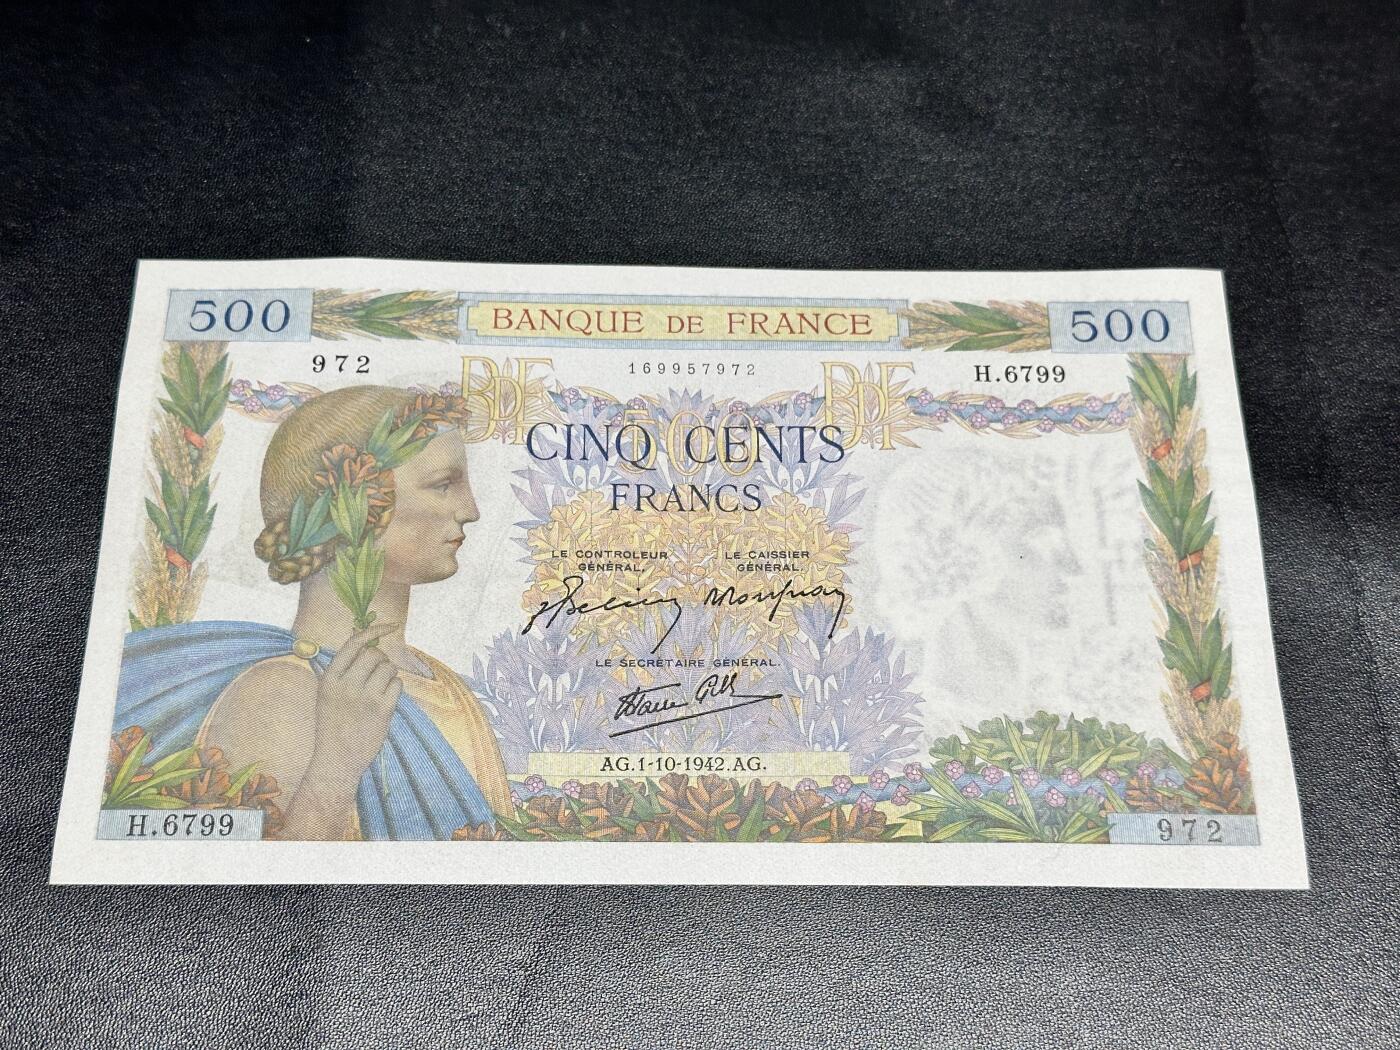 500 BANQUE DE FRANCE 500
972 169957972 H.6799
BDF BDF
500
CINQ CENTS
FRANCS
LE CONTROLEUR LE CAISSIER
GÉNÉRAL, GÉNÉRAL.
LE SECRÉTAIRE GÉNÉRAL.
AG.1-10-1942.AG.
H.6799 972